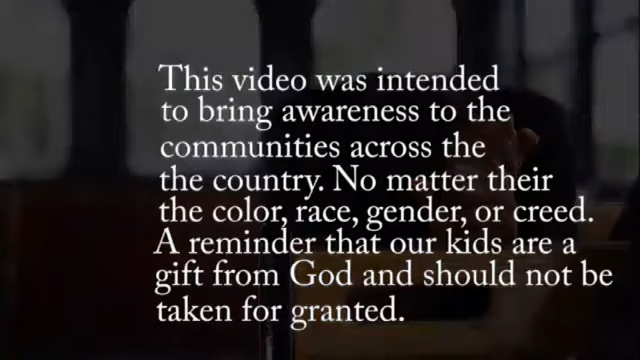 This video was intended
to bring awareness to the
communities across the
the country. No matter their
the color, race, gender, or creed.
A reminder that our kids are a
gift from God and should not be
taken for granted.